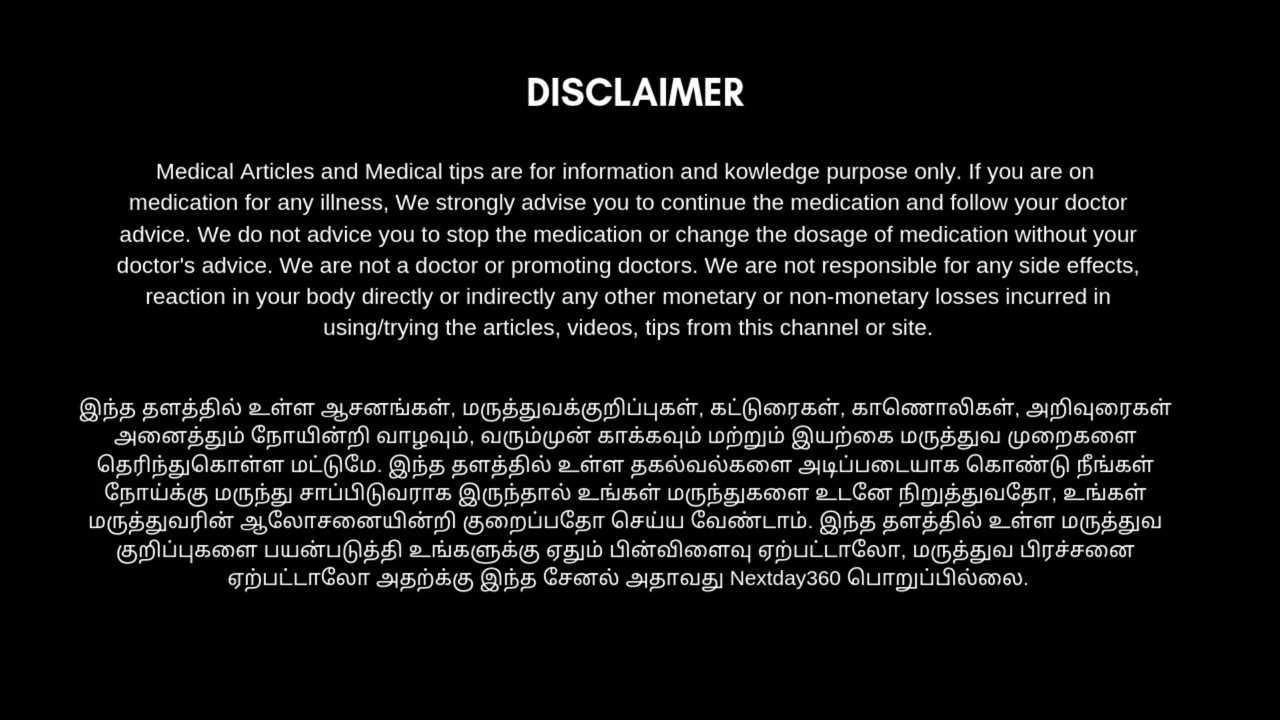 DISCLAIMER
Medical Articles and Medical tips are for information and kowledge purpose only. If you are on
medication for any illness, We strongly advise you to continue the medication and follow your doctor
advice. We do not advice you to stop the medication or change the dosage of medication without your
doctor's advice. We are not a doctor or promoting doctors. We are not responsible for any side effects,
reaction in your body directly or indirectly any other monetary or non-monetary losses incurred in
using/trying the articles, videos, tips from this channel or site.
இந்த தளத்தில் உள்ள ஆசனங்கள், மருத்துவக்குறிப்புகள், கட்டுரைகள், காணொலிகள், அறிவுரைகள்
அனைத்தும் நோயின்றி வாழவும், வரும்முன் காக்கவும் மற்றும் இயற்கை மருத்துவ முறைகளை
தெரிந்துகொள்ள மட்டுமே. இந்த தளத்தில் உள்ள தகல்வல்களை அடிப்படையாக கொண்டு நீங்கள்
நோய்க்கு மருந்து சாப்பிடுவராக இருந்தால் உங்கள் மருந்துகளை உடனே நிறுத்துவதோ, உங்கள்
மருத்துவரின் ஆலோசனையின்றி குறைப்பதோ செய்ய வேண்டாம். இந்த தளத்தில் உள்ள மருத்துவ
குறிப்புகளை பயன்படுத்தி உங்களுக்கு ஏதும் பின்விளைவு ஏற்பட்டாலோ, மருத்துவ பிரச்சனை
ஏற்பட்டாலோ அதற்க்கு இந்த சேனல் அதாவது Nextday360 பொறுப்பில்லை.